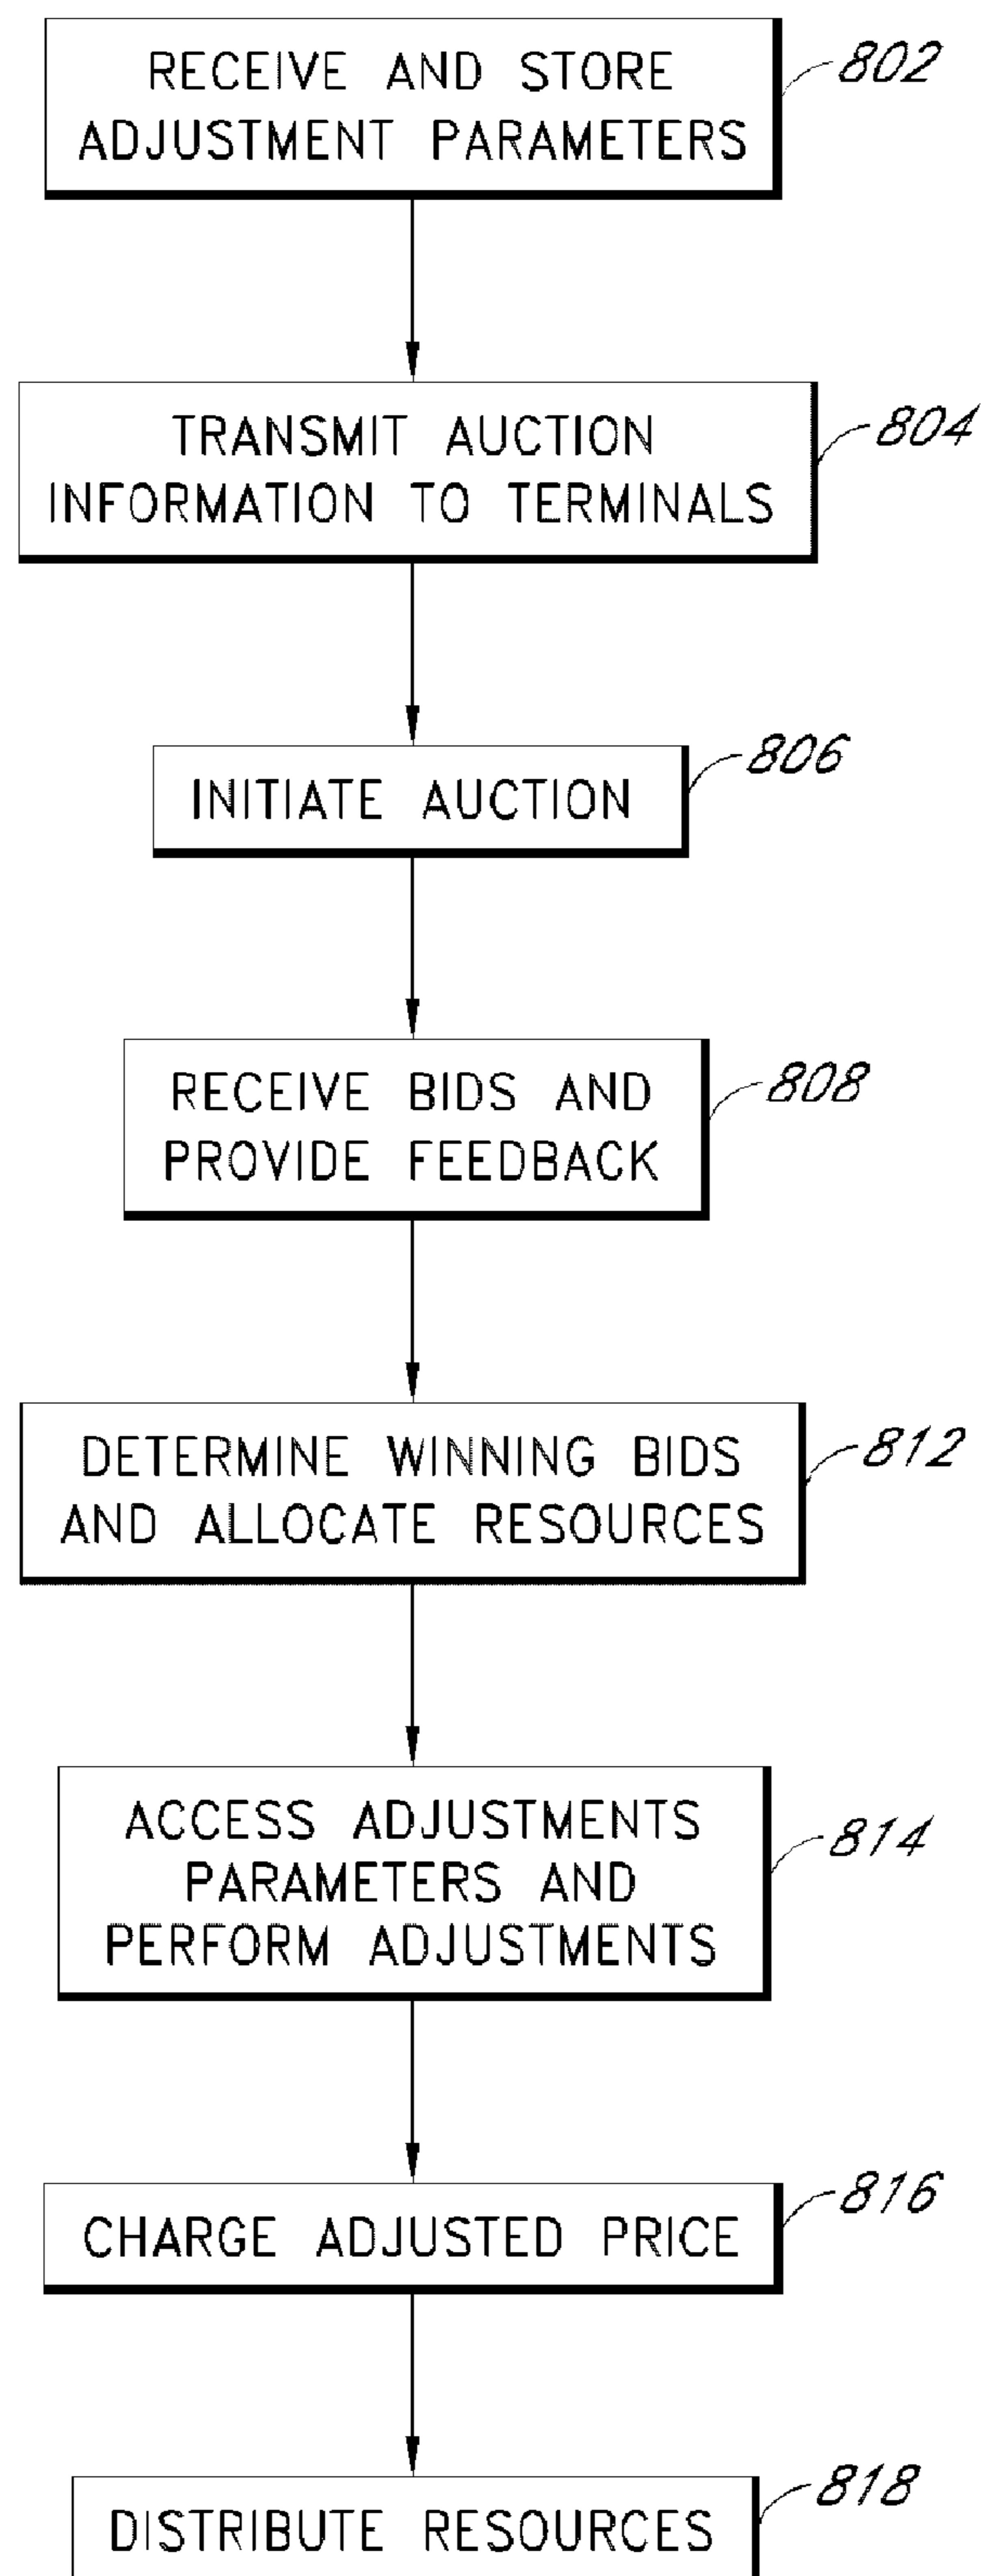 RECEIVE AND STORE
ADJUSTMENT PARAMETERS
802
TRANSMIT AUCTION
INFORMATION TO TERMINALS
804
INITIATE AUCTION
806
RECEIVE BIDS AND
PROVIDE FEEDBACK
808
DETERMINE WINNING BIDS
AND ALLOCATE RESOURCES
812
ACCESS ADJUSTMENTS
PARAMETERS AND
PERFORM ADJUSTMENTS
814
CHARGE ADJUSTED PRICE
816
DISTRIBUTE RESOURCES
818